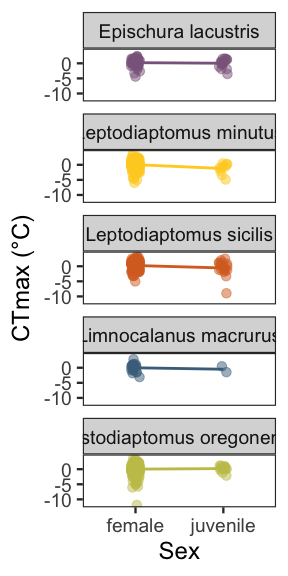 Epischura lacustris
0
-5
-10
Leptodiaptomus minutus
0
-5
-10
Leptodiaptomus sicilis
0
-5
-10
Limnocalanus macrurus
0
-5
-10
stodiaptomus oregonen
0
-5
-10
CTmax (°C)
female juvenile
Sex